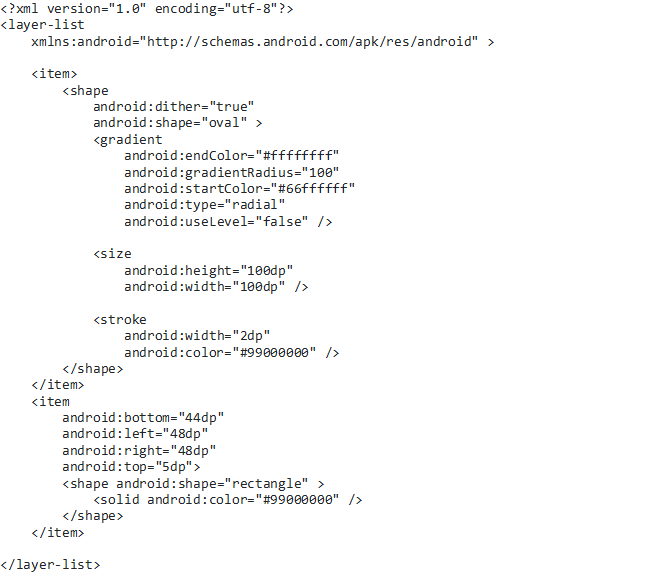 <?xml version="1.0" encoding="utf-8"?>
<layer-list
    xmlns:android="http://schemas.android.com/apk/res/android" >

    <item>
        <shape
            android:dither="true"
            android:shape="oval" >
            <gradient
                android:endColor="#ffffffff"
                android:gradientRadius="100"
                android:startColor="#66ffffff"
                android:type="radial"
                android:useLevel="false" />

            <size
                android:height="100dp"
                android:width="100dp" />

            <stroke
                android:width="2dp"
                android:color="#99000000" />
        </shape>
    </item>
    <item
        android:bottom="44dp"
        android:left="48dp"
        android:right="48dp"
        android:top="5dp">
        <shape android:shape="rectangle" >
            <solid android:color="#99000000" />
        </shape>
    </item>

</layer-list>